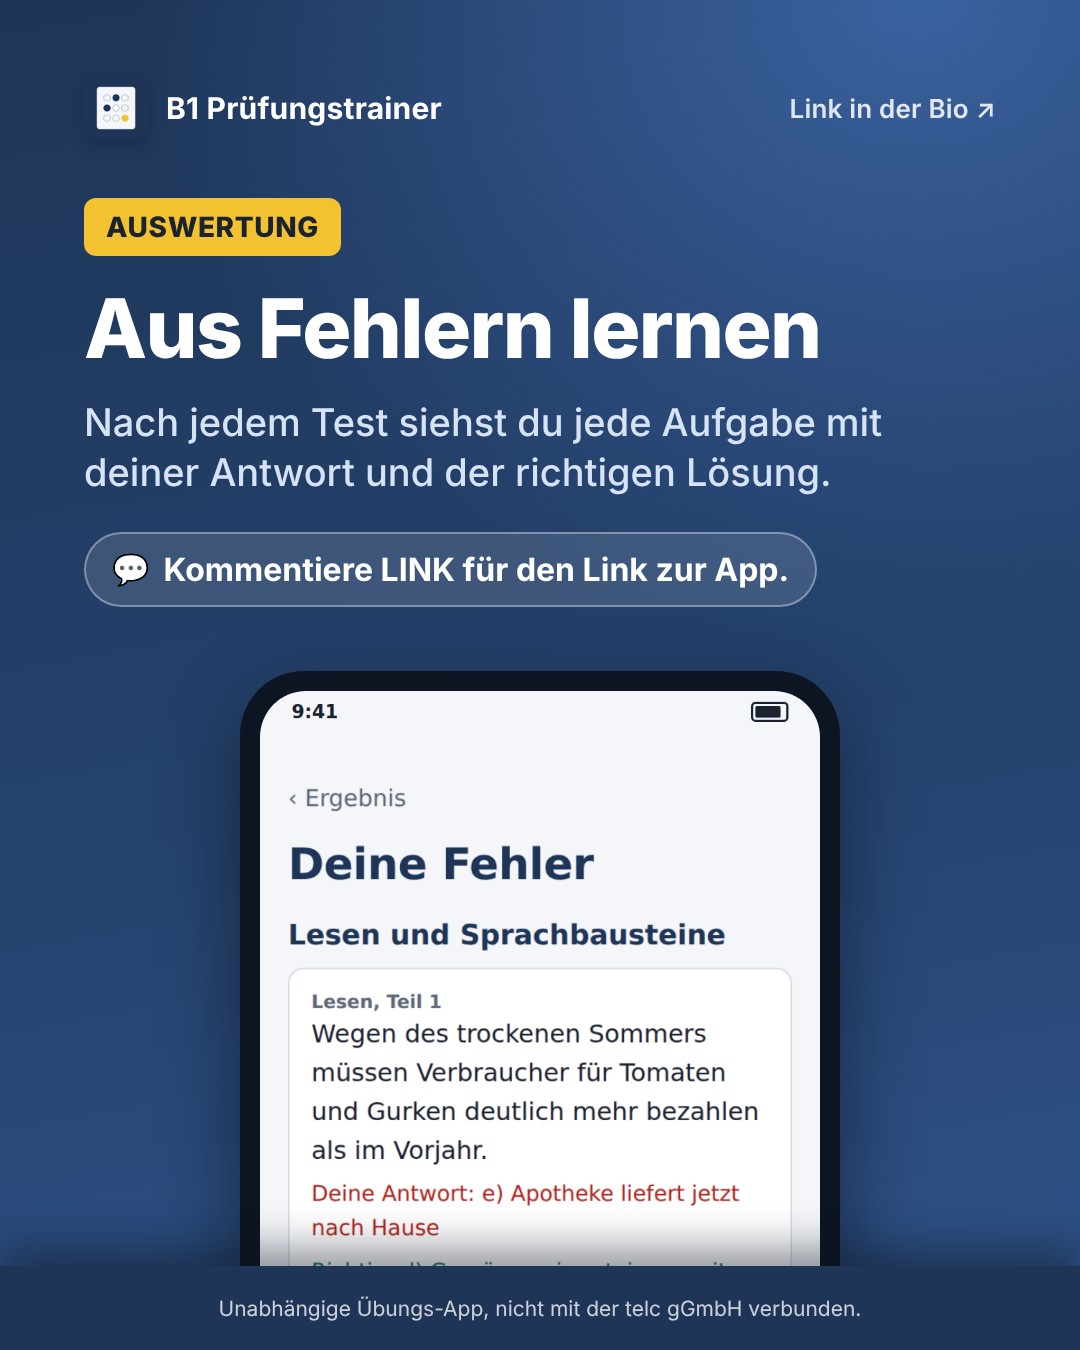 B1 Prüfungstrainer
Link in der Bio ↗
AUSWERTUNG
Aus Fehlern lernen
Nach jedem Test siehst du jede Aufgabe mit
deiner Antwort und der richtigen Lösung.
💬 Kommentiere LINK für den Link zur App.
9:41
‹ Ergebnis
Deine Fehler
Lesen und Sprachbausteine
Lesen, Teil 1
Wegen des trockenen Sommers
müssen Verbraucher für Tomaten
und Gurken deutlich mehr bezahlen
als im Vorjahr.
Deine Antwort: e) Apotheke liefert jetzt
nach Hause
Unabhängige Übungs-App, nicht mit der telc gGmbH verbunden.